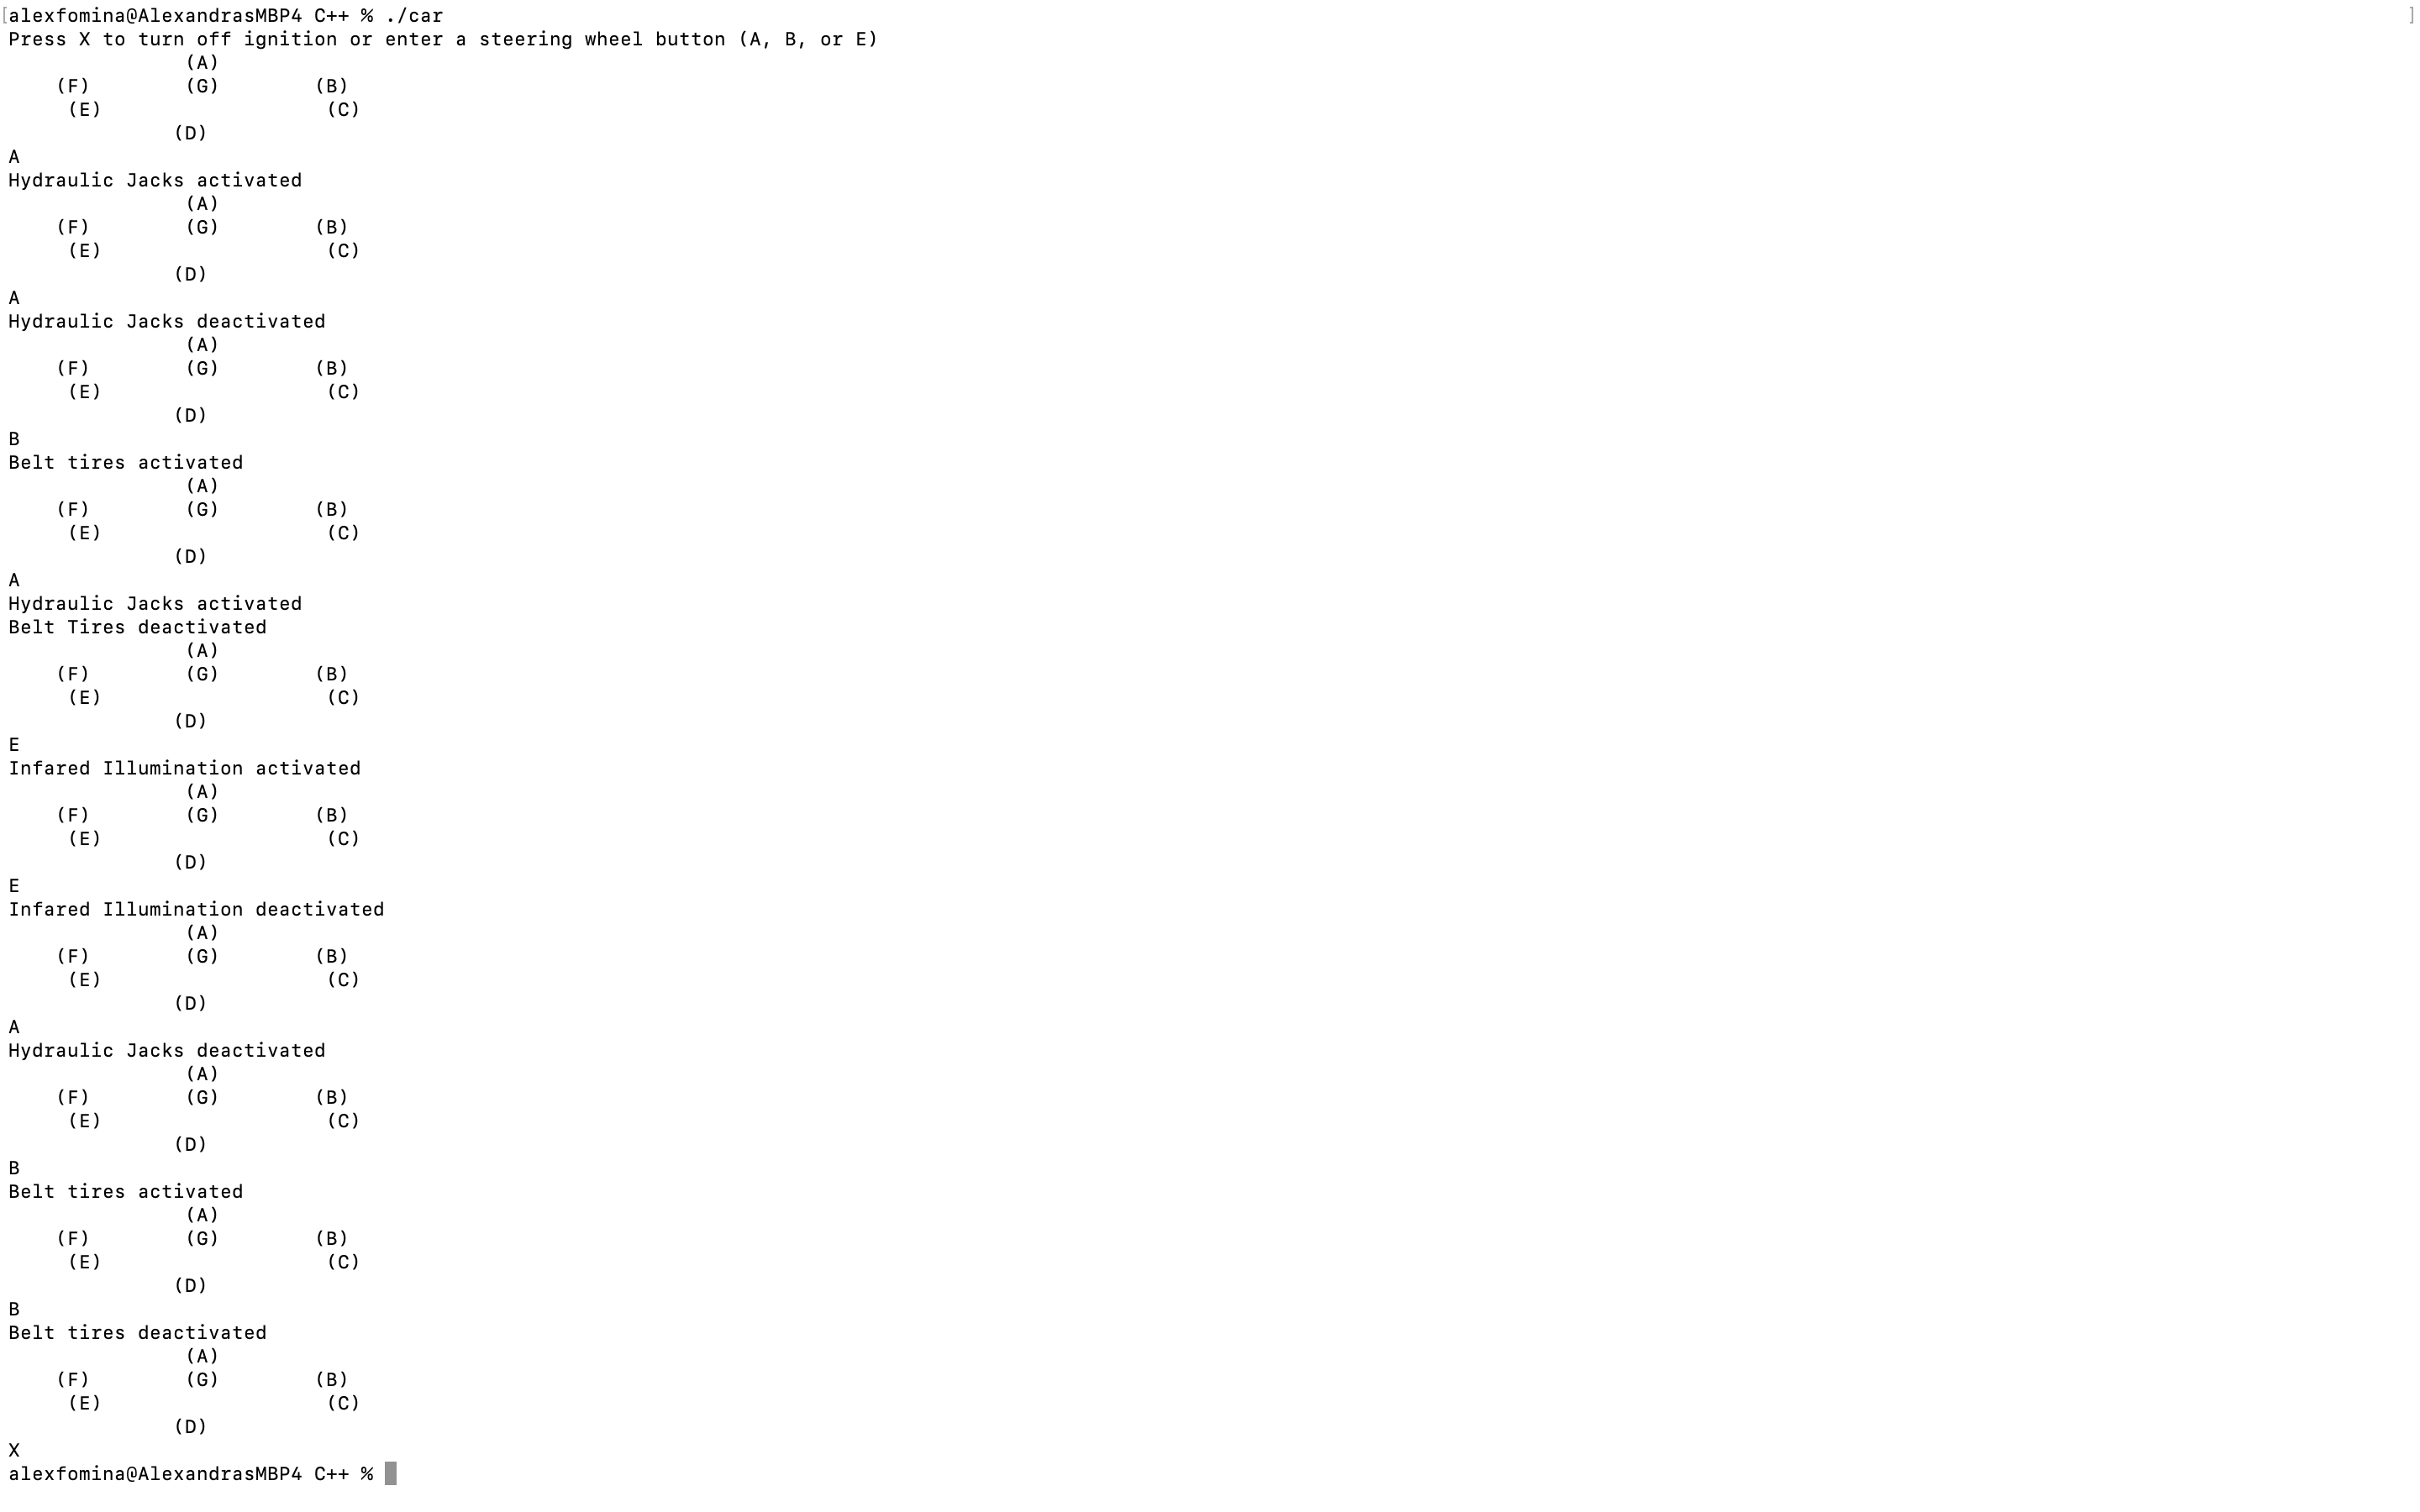 [alexfomina@AlexandrasMBP4 C++ % ./car ]
Press X to turn off ignition or enter a steering wheel button (A, B, or E)
               (A)
    (F)        (G)        (B)
     (E)                   (C)
              (D)
A
Hydraulic Jacks activated
               (A)
    (F)        (G)        (B)
     (E)                   (C)
              (D)
A
Hydraulic Jacks deactivated
               (A)
    (F)        (G)        (B)
     (E)                   (C)
              (D)
B
Belt tires activated
               (A)
    (F)        (G)        (B)
     (E)                   (C)
              (D)
A
Hydraulic Jacks activated
Belt Tires deactivated
               (A)
    (F)        (G)        (B)
     (E)                   (C)
              (D)
E
Infared Illumination activated
               (A)
    (F)        (G)        (B)
     (E)                   (C)
              (D)
E
Infared Illumination deactivated
               (A)
    (F)        (G)        (B)
     (E)                   (C)
              (D)
A
Hydraulic Jacks deactivated
               (A)
    (F)        (G)        (B)
     (E)                   (C)
              (D)
B
Belt tires activated
               (A)
    (F)        (G)        (B)
     (E)                   (C)
              (D)
B
Belt tires deactivated
               (A)
    (F)        (G)        (B)
     (E)                   (C)
              (D)
X
alexfomina@AlexandrasMBP4 C++ %